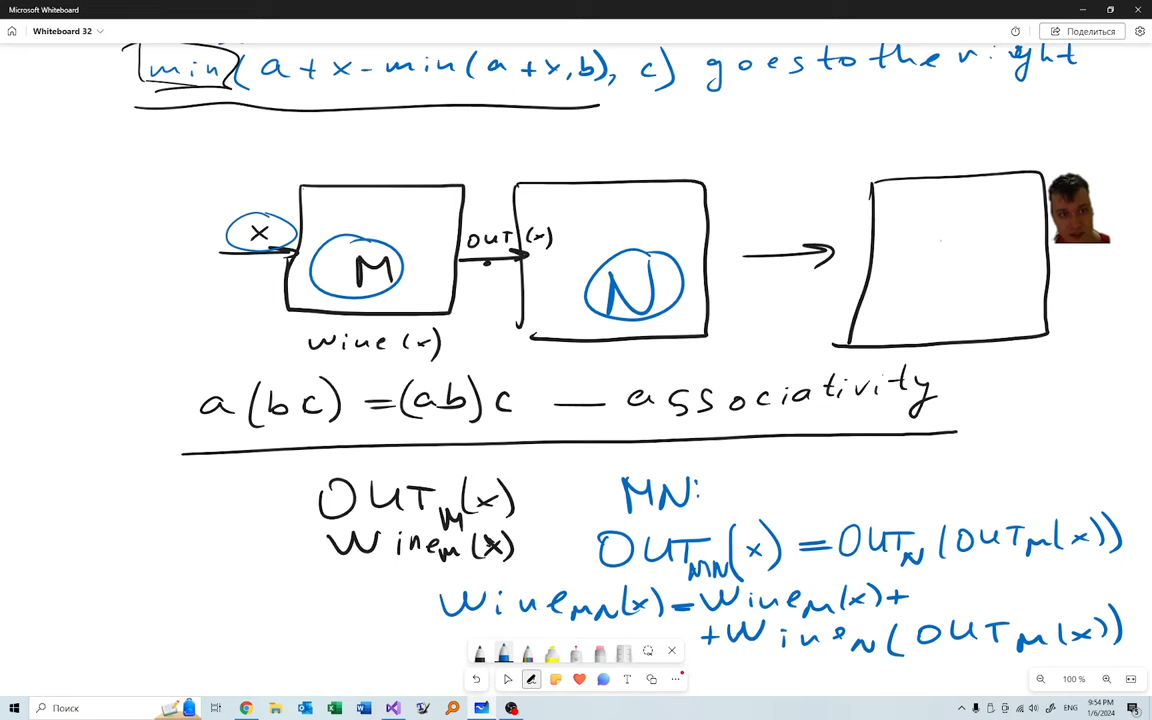 Microsoft Whiteboard
Whiteboard 32
Поделиться
min(a+x-min(a+x,b), c) goes to the right
x
M
OUT(x)
N
Wine(x)
a(bc)=(ab)c — associativity
OUT_M(x)
Wine_M(x)
MN:
OUT_MN(x)=OUT_N(OUT_M(x))
Wine_MN(x)=Wine_M(x)+
+Wine_N(OUT_M(x))
100 %
Поиск
ENG
9:54 PM
1/6/2024